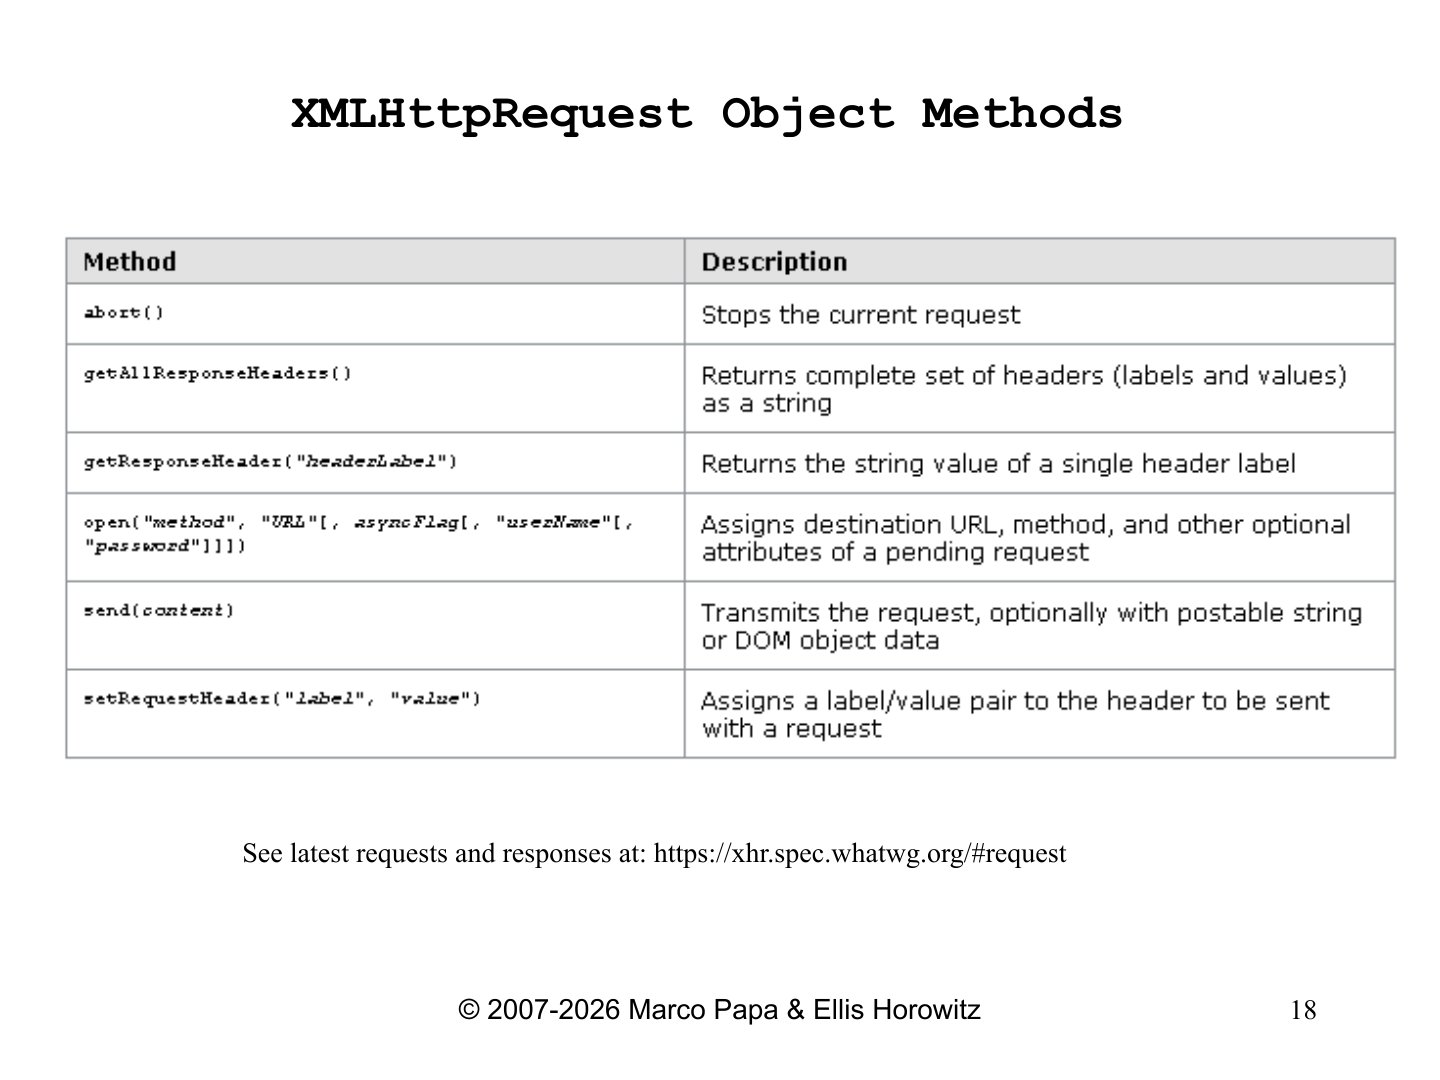 XMLHttpRequest Object Methods
Method Description
abort() Stops the current request
getAllResponseHeaders() Returns complete set of headers (labels and values)
as a string
getResponseHeader("headerLabel") Returns the string value of a single header label
open("method", "URL"[, asyncFlag[, "userName"[,
"password"]]])
Assigns destination URL, method, and other optional
attributes of a pending request
send(content) Transmits the request, optionally with postable string
or DOM object data
setRequestHeader("label", "value") Assigns a label/value pair to the header to be sent
with a request
See latest requests and responses at: https://xhr.spec.whatwg.org/#request
© 2007-2026 Marco Papa & Ellis Horowitz 18